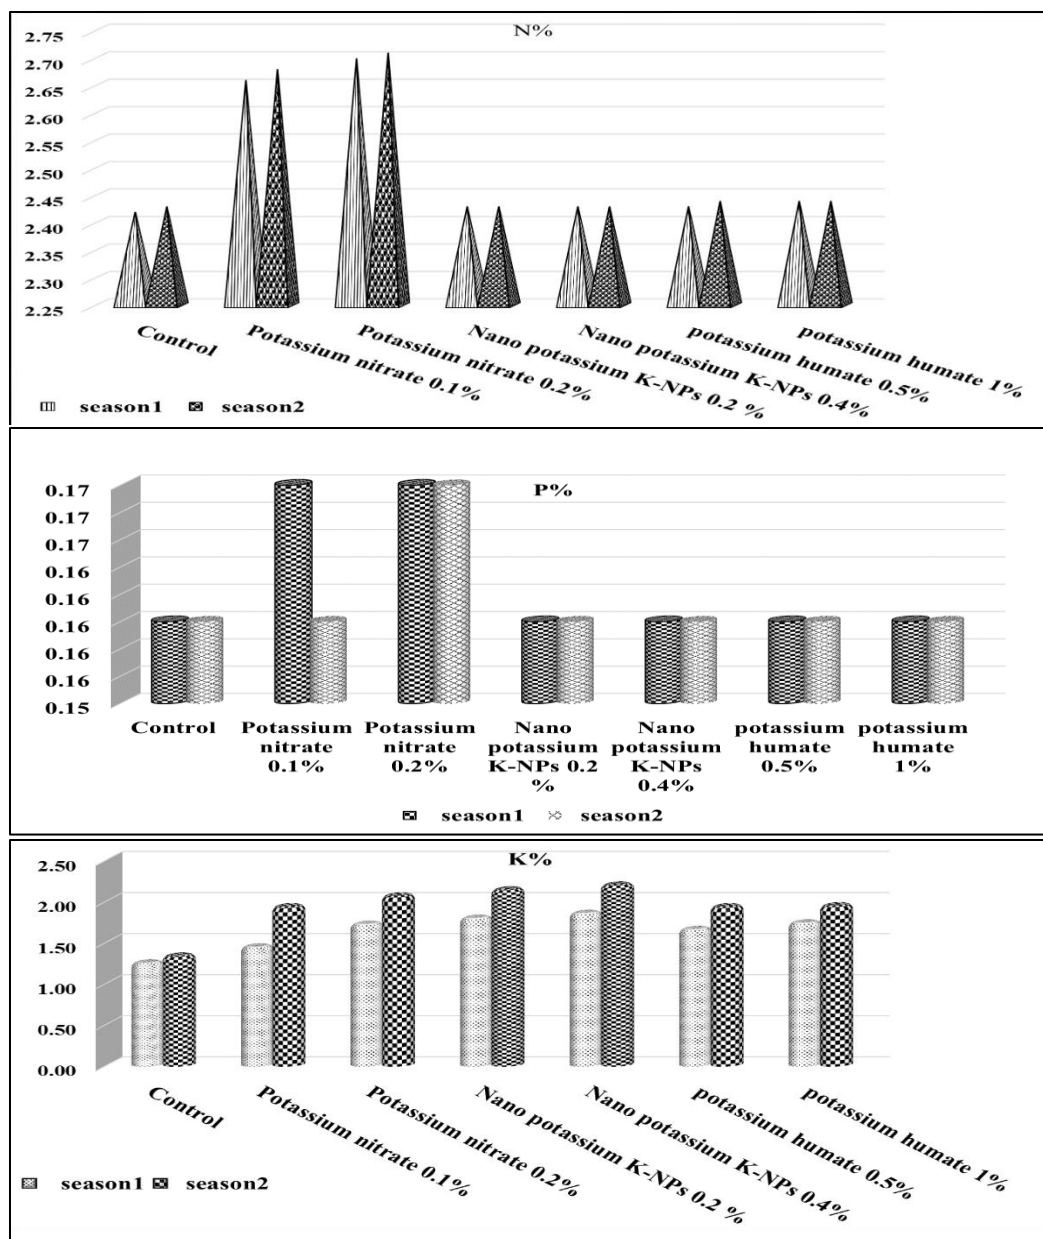 N%
2.75
2.70
2.65
2.60
2.55
2.50
2.45
2.40
2.35
2.30
2.25
Control
Potassium nitrate 0.1%
Potassium nitrate 0.2%
Nano potassium K-NPs 0.2 %
Nano potassium K-NPs 0.4%
potassium humate 0.5%
potassium humate 1%
season1 season2
P%
0.17
0.17
0.17
0.16
0.16
0.16
0.16
0.16
0.15
Control
Potassium
nitrate
0.1%
Potassium
nitrate
0.2%
Nano
potassium
K-NPs 0.2
%
Nano
potassium
K-NPs
0.4%
potassium
humate
0.5%
potassium
humate
1%
season1 season2
K%
2.50
2.00
1.50
1.00
0.50
0.00
Control
Potassium nitrate 0.1%
Potassium nitrate 0.2%
Nano potassium K-NPs 0.2 %
Nano potassium K-NPs 0.4%
potassium humate 0.5%
potassium humate 1%
season1 season2